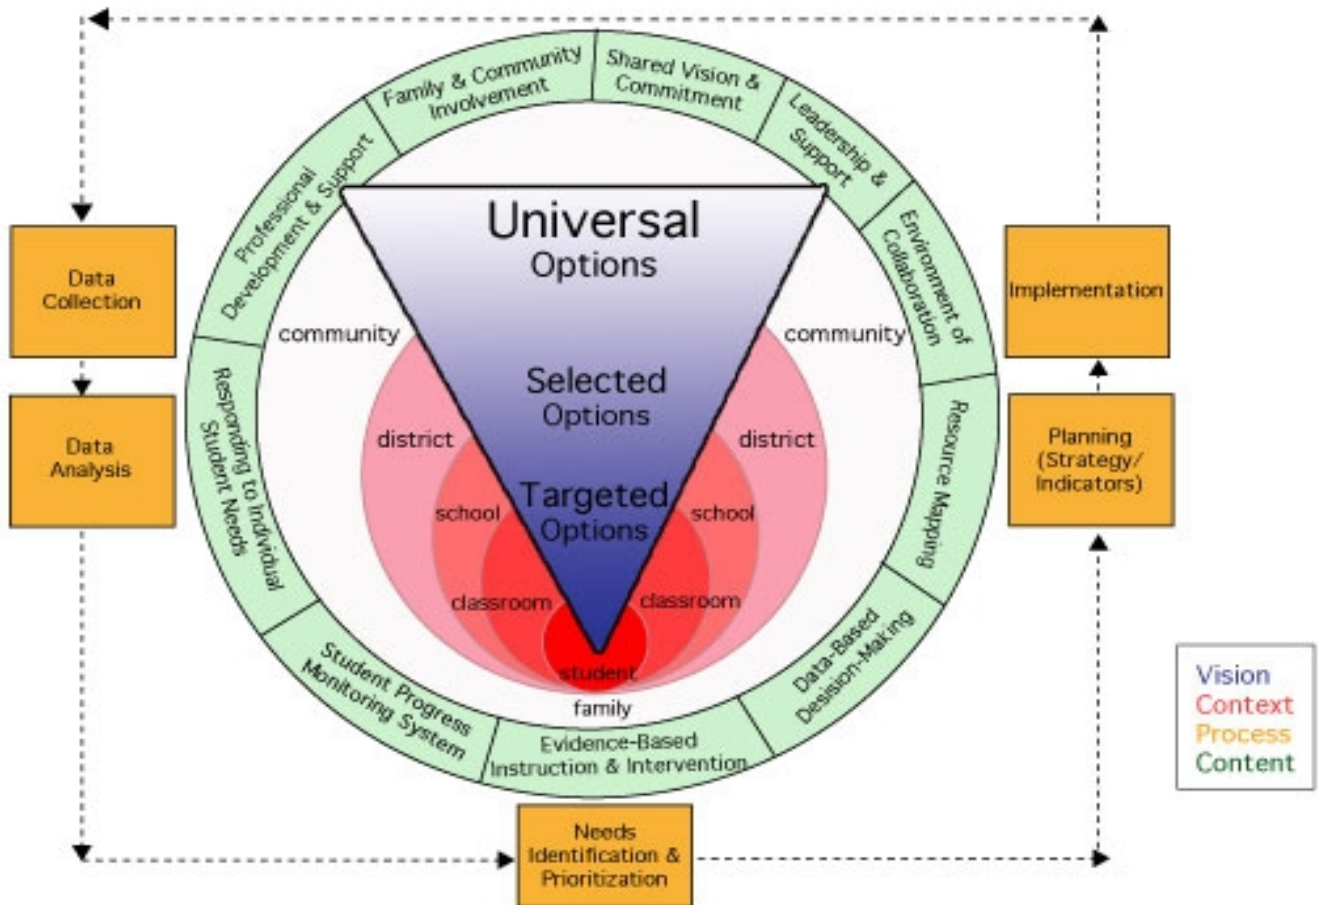 Family & Community
Involvement
Shared Vision &
Commitment
Leadership &
Support
Professional
Development & Support
Environment of
Collaboration
Universal
Options
Data
Collection
Implementation
community
community
Selected
Options
Responding to Individual
Student Needs
Resource Mapping
district
district
Data
Analysis
Planning
(Strategy/
Indicators)
Targeted
Options
school
school
classroom
classroom
student
family
Student Progress
Monitoring System
Data-Based
Desision-Making
Evidence-Based
Instruction & Intervention
Vision
Context
Process
Content
Needs
Identification &
Prioritization